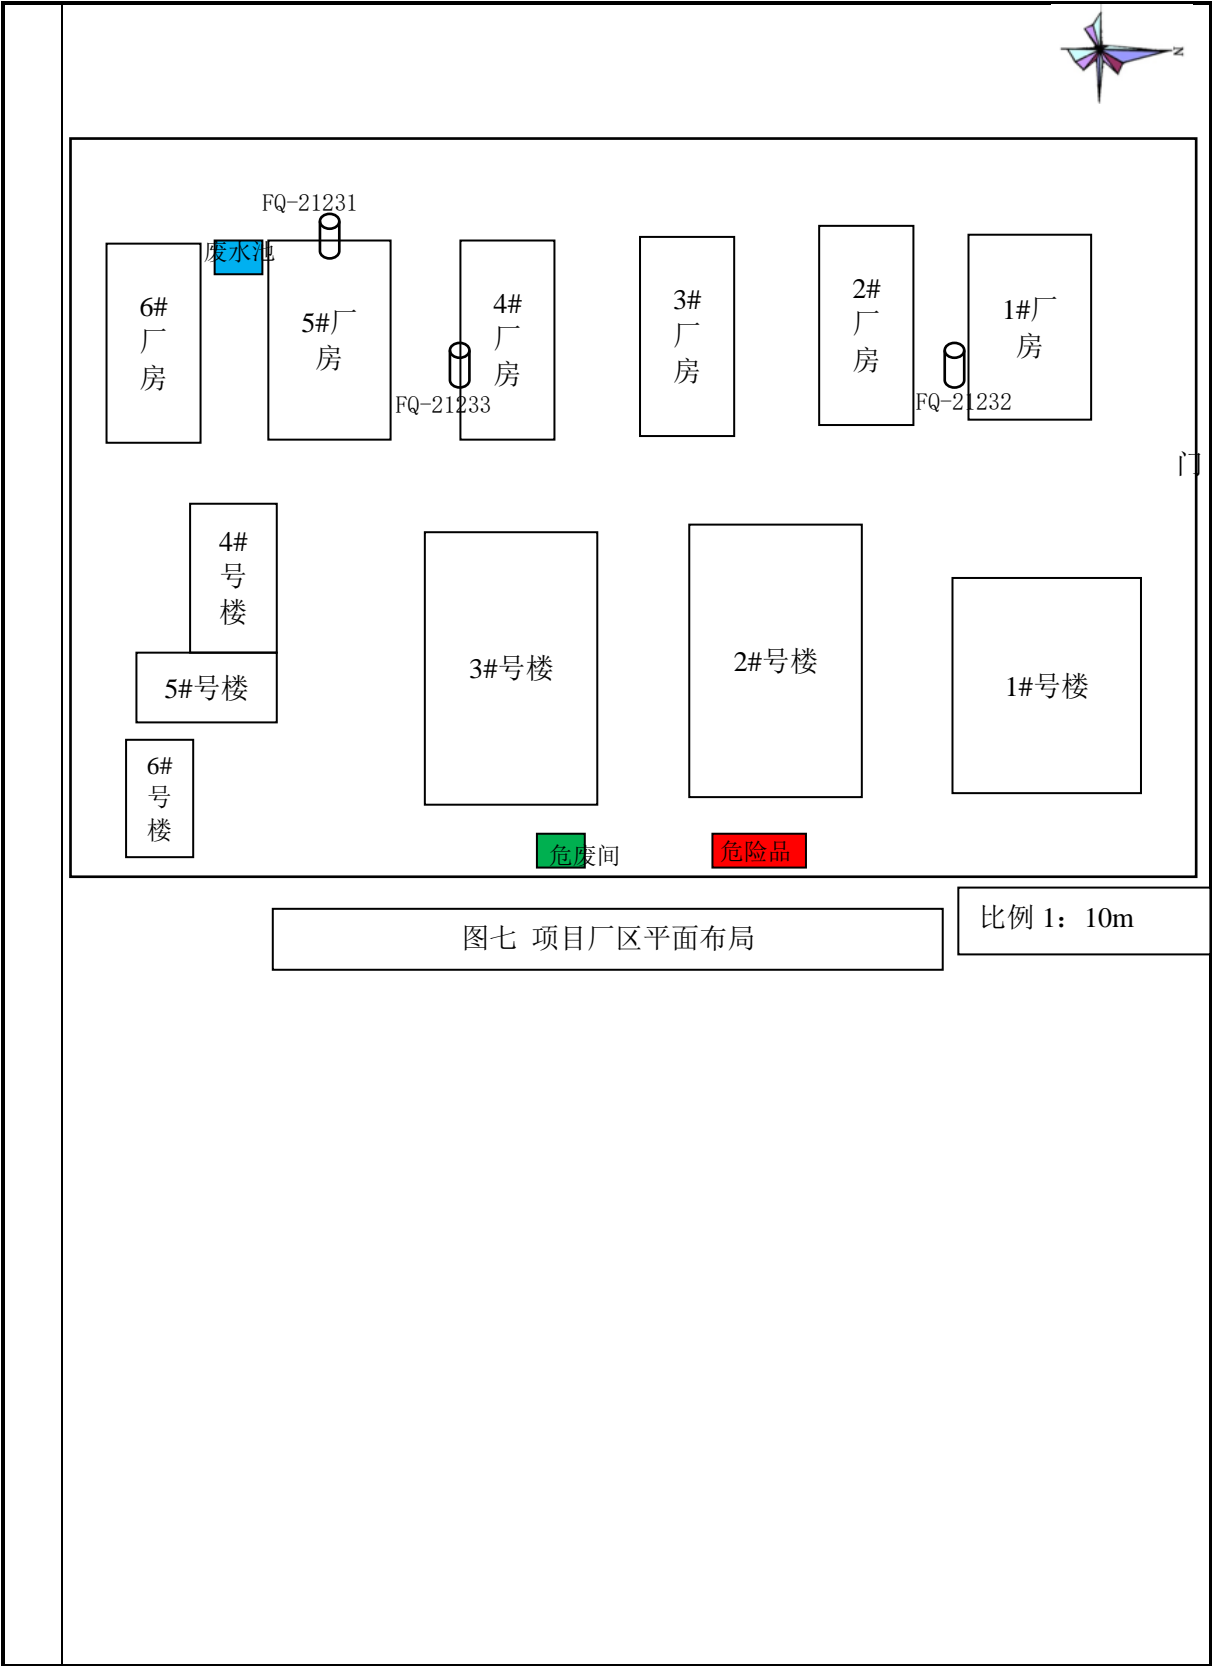 N
FQ-21231
废水池
6#
厂
房
5#厂
房
4#
厂
房
3#
厂
房
2#
厂
房
1#厂
房
FQ-21233
FQ-21232
门
4#
号
楼
5#号楼
6#
号
楼
3#号楼
2#号楼
1#号楼
危废间
危险品
图七 项目厂区平面布局
比例 1：10m